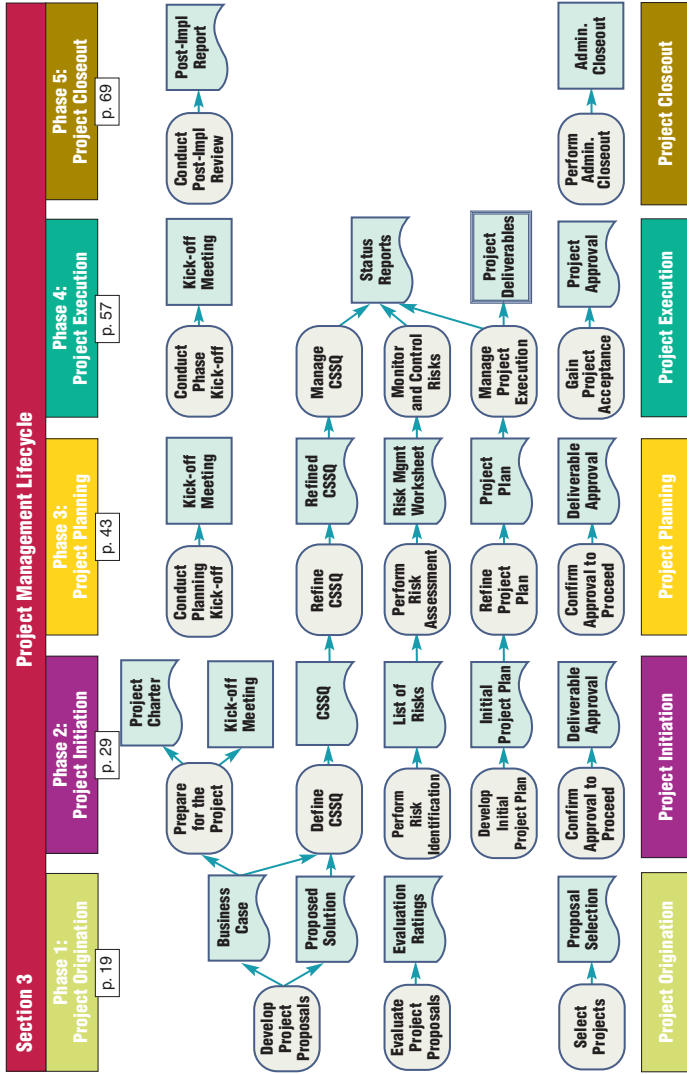 Section 3
Project Management Lifecycle
Phase 1:
Project Origination
p. 19
Phase 2:
Project Initiation
p. 29
Phase 3:
Project Planning
p. 43
Phase 4:
Project Execution
p. 57
Phase 5:
Project Closeout
p. 69
Develop
Project
Proposals
Business
Case
Proposed
Solution
Evaluate
Project
Proposals
Evaluation
Ratings
Select
Projects
Proposal
Selection
Prepare
for the
Project
Project
Charter
Kick-off
Meeting
Define
CSSQ
CSSQ
Perform
Risk
Identification
List of
Risks
Develop
Initial
Project Plan
Initial
Project Plan
Confirm
Approval to
Proceed
Deliverable
Approval
Conduct
Planning
Kick-off
Kick-off
Meeting
Refine
CSSQ
Refined
CSSQ
Perform
Risk
Assessment
Risk Mgmt
Worksheet
Refine
Project
Plan
Project
Plan
Confirm
Approval to
Proceed
Deliverable
Approval
Conduct
Phase
Kick-off
Kick-off
Meeting
Manage
CSSQ
Monitor
and Control
Risks
Status
Reports
Manage
Project
Execution
Project
Deliverables
Gain
Project
Acceptance
Project
Approval
Conduct
Post-Impl
Review
Post-Impl
Report
Perform
Admin.
Closeout
Admin.
Closeout
Project Origination
Project Initiation
Project Planning
Project Execution
Project Closeout